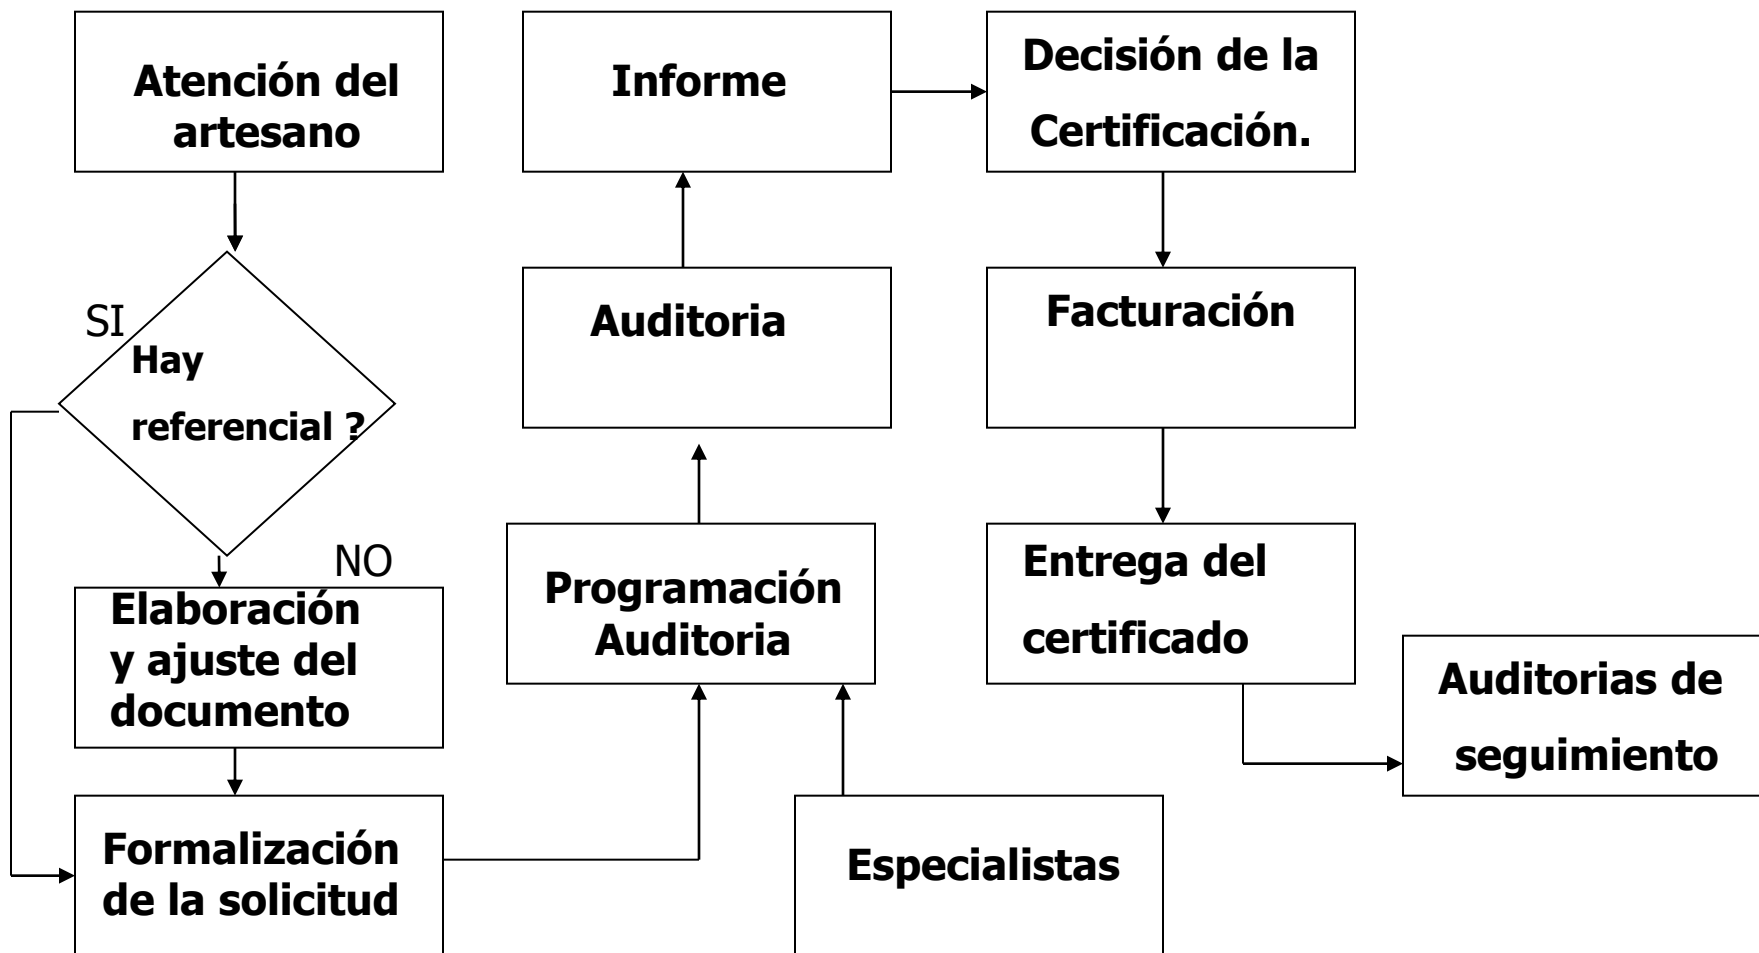 Atención del
artesano
SI
Hay
referencial ?
NO
Elaboración
y ajuste del
documento
Formalización
de la solicitud
Informe
Auditoria
Programación
Auditoria
Especialistas
Decisión de la
Certificación.
Facturación
Entrega del
certificado
Auditorias de
seguimiento